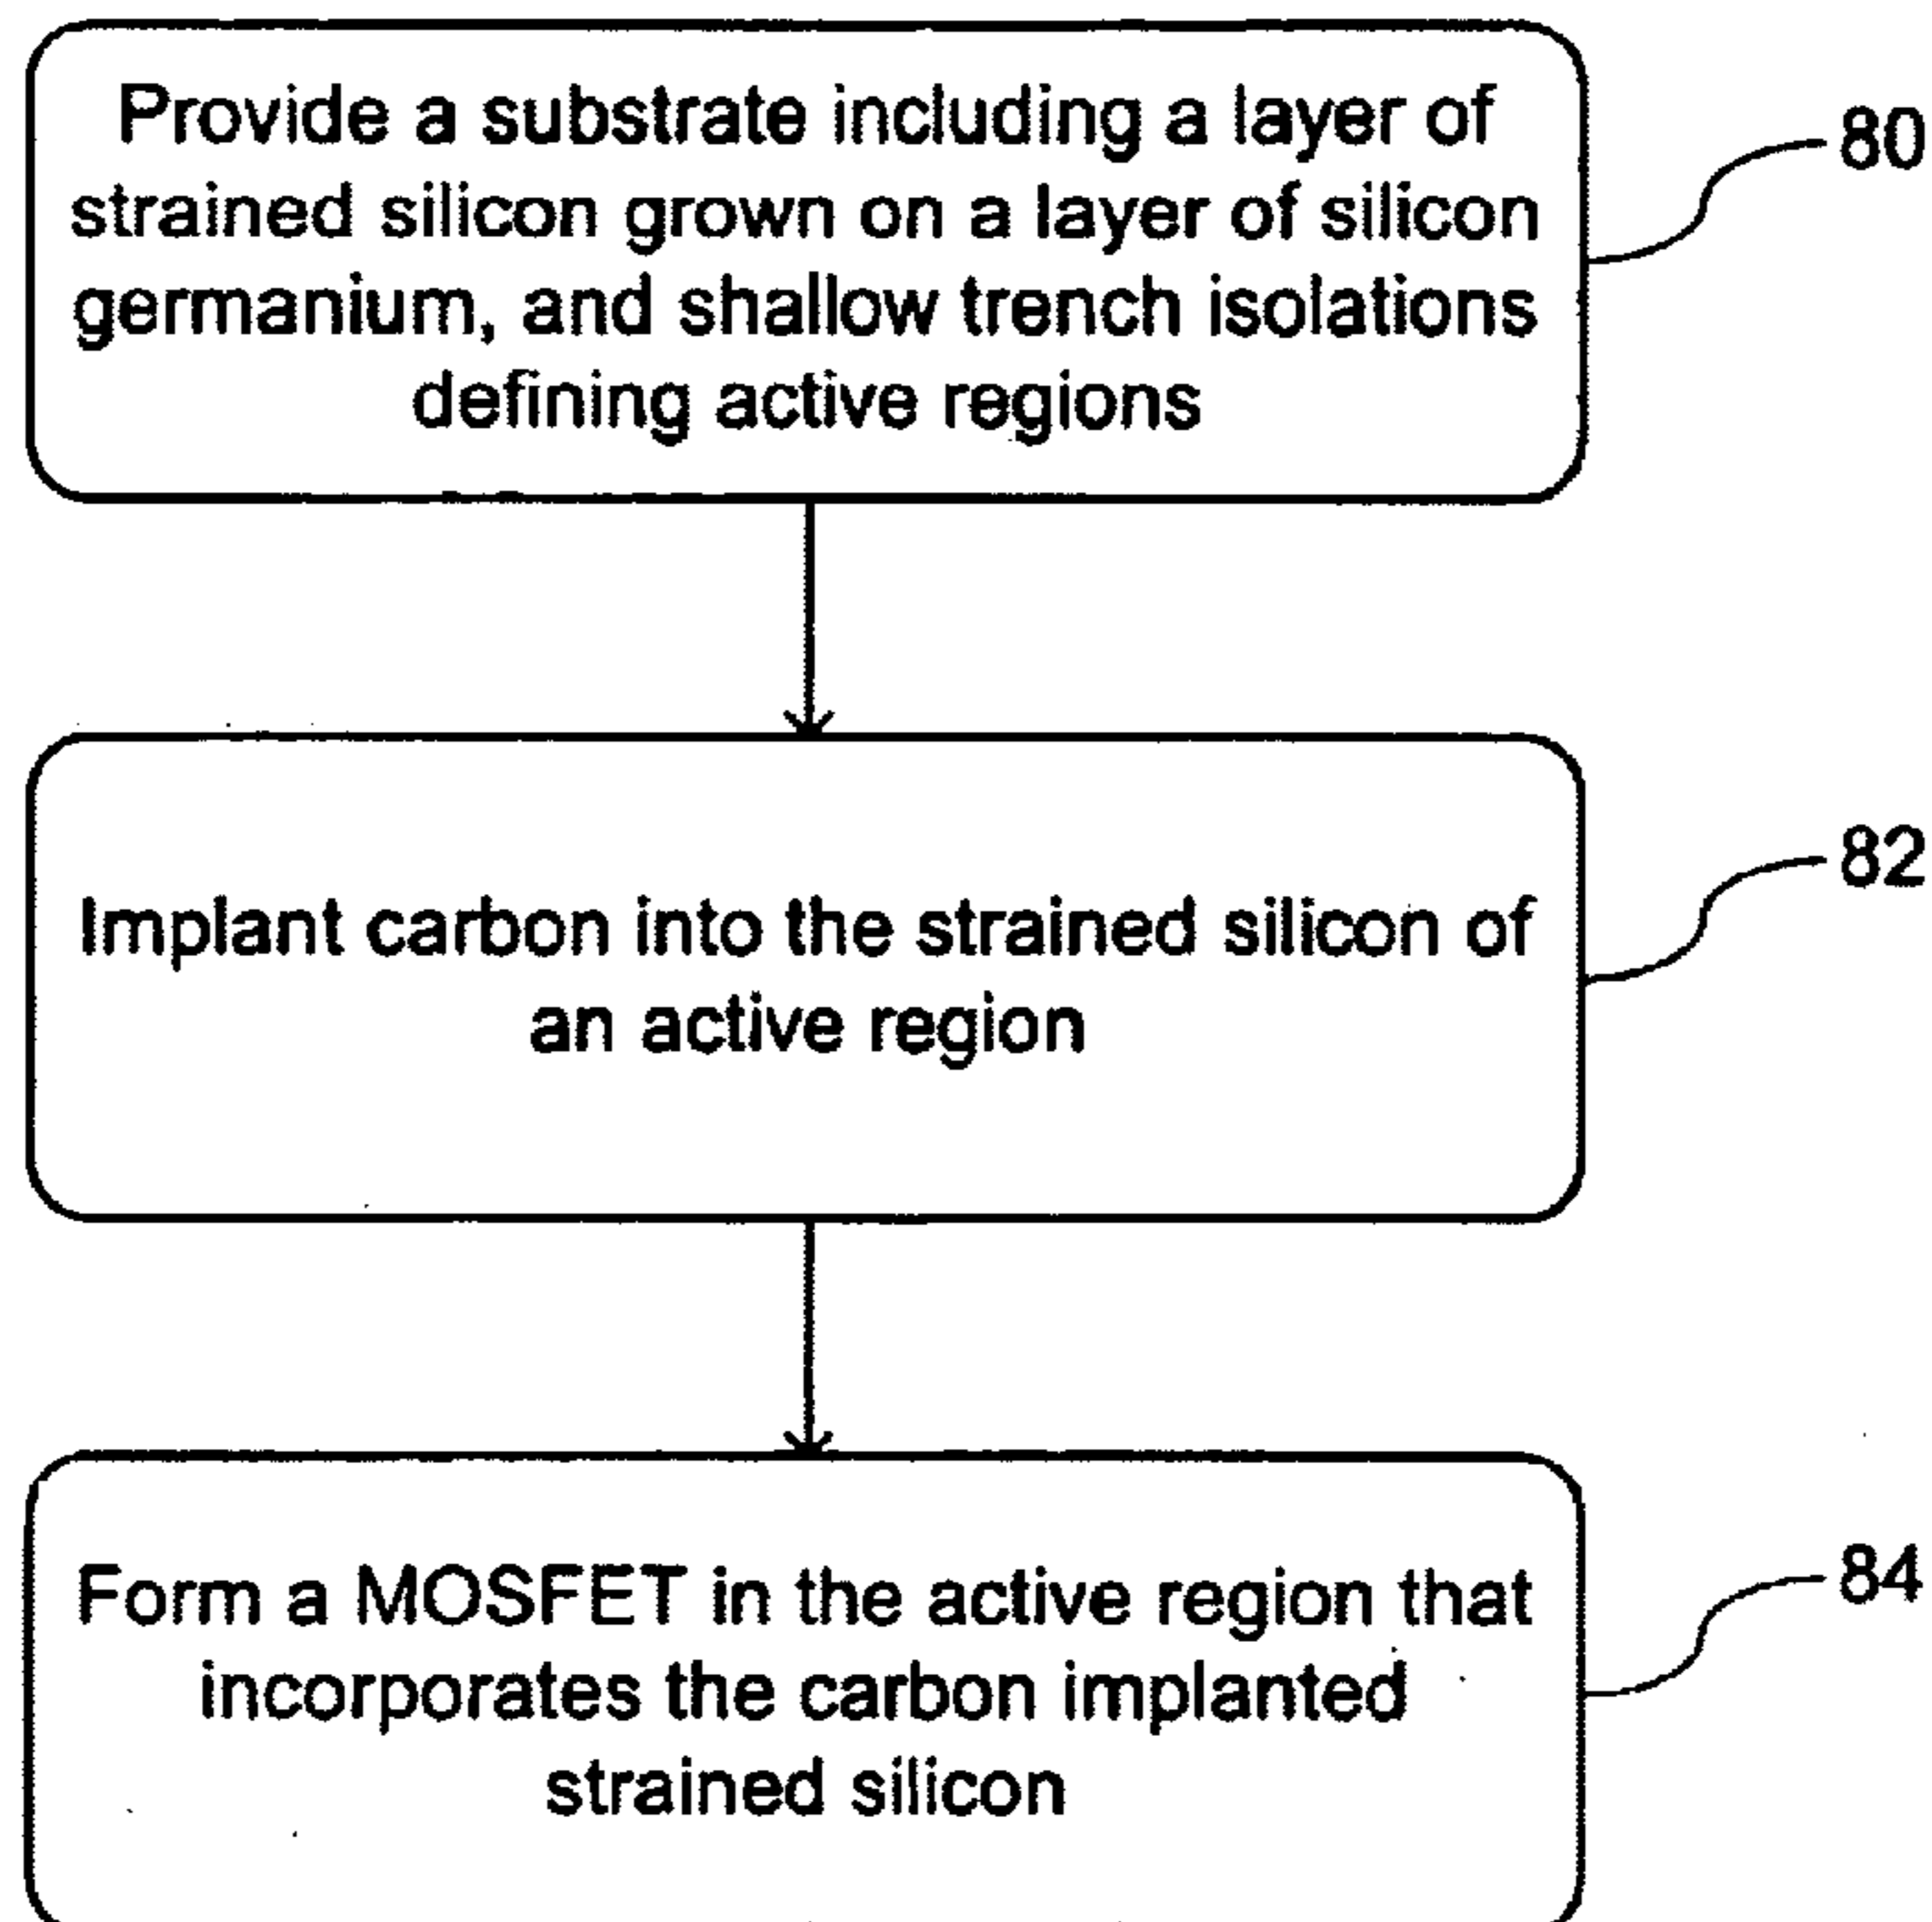 Provide a substrate including a layer of
strained silicon grown on a layer of silicon
germanium, and shallow trench isolations
defining active regions
80
Implant carbon into the strained silicon of
an active region
82
Form a MOSFET in the active region that
incorporates the carbon implanted
strained silicon
84